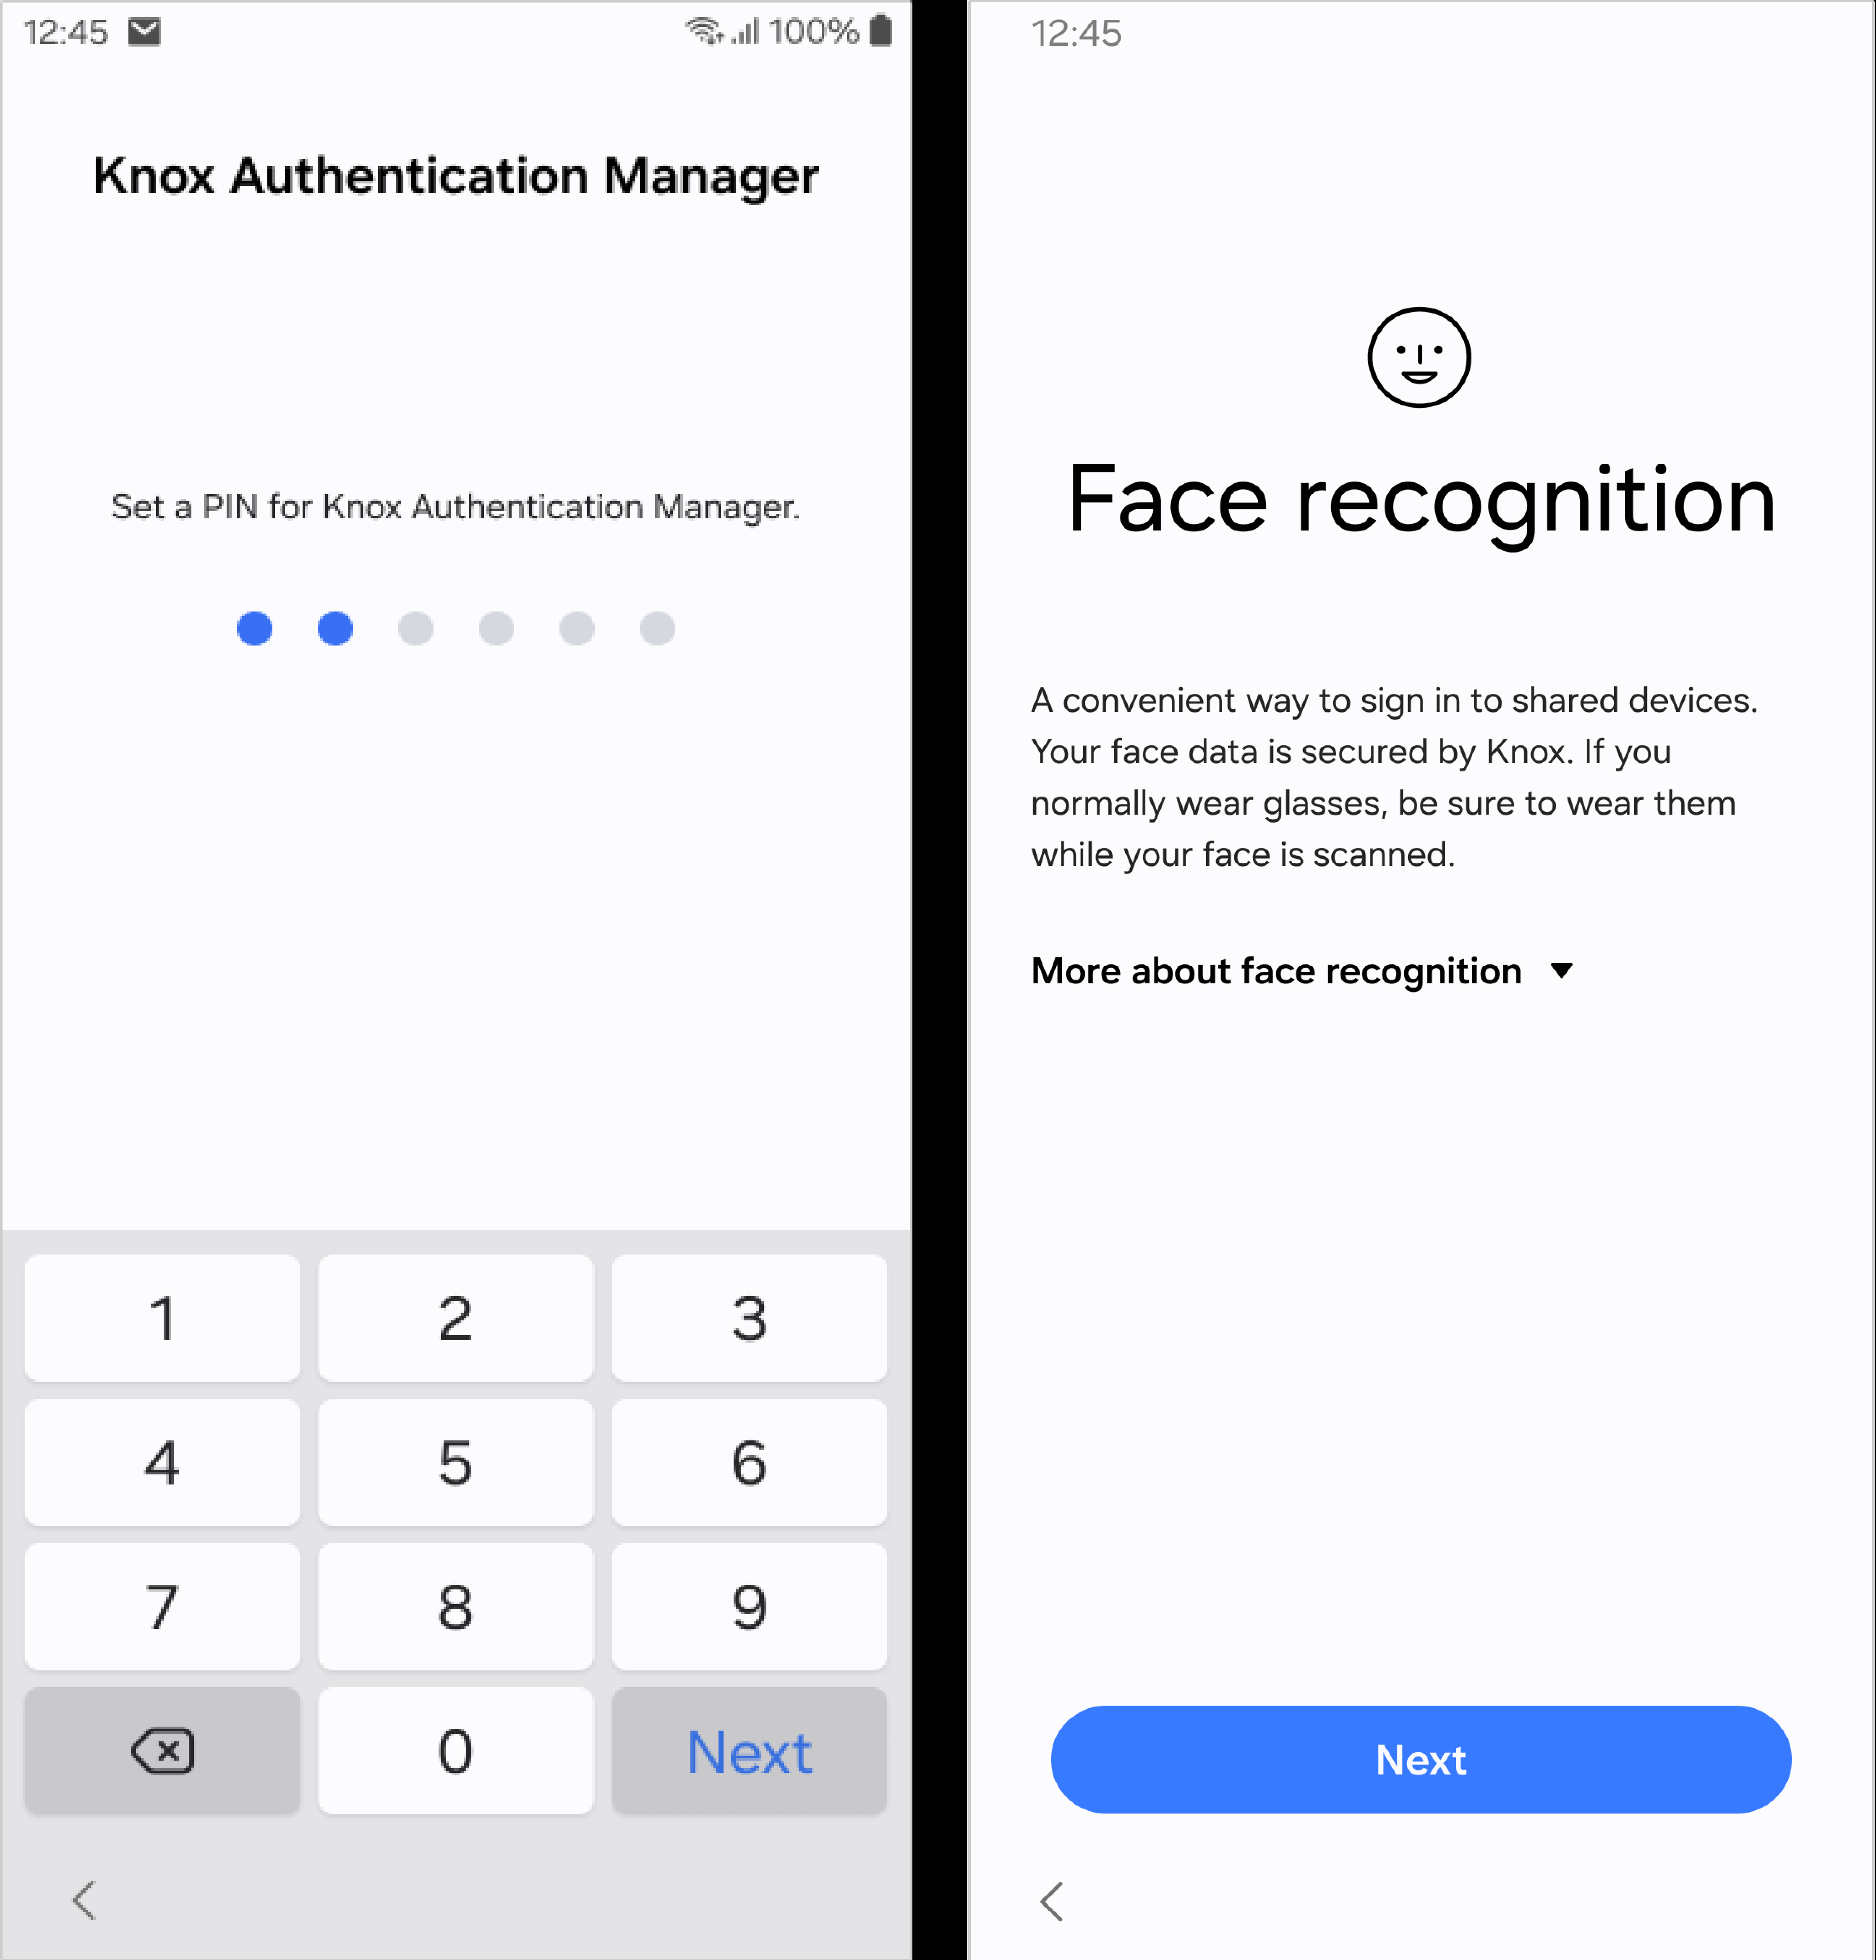 12:45
100%
Knox Authentication Manager
Set a PIN for Knox Authentication Manager.
1 2 3
4 5 6
7 8 9
0 Next
12:45
Face recognition
A convenient way to sign in to shared devices.
Your face data is secured by Knox. If you
normally wear glasses, be sure to wear them
while your face is scanned.
More about face recognition
Next